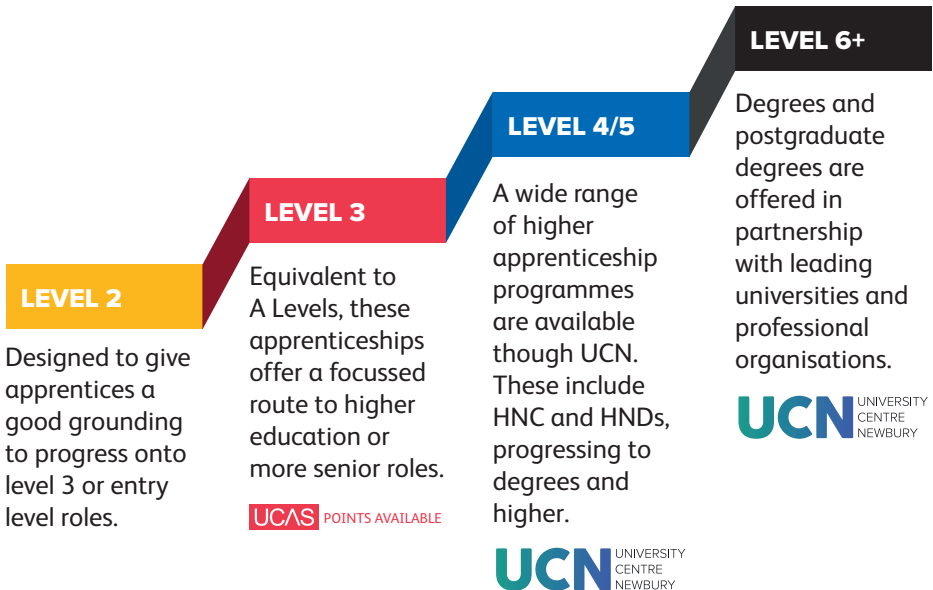 LEVEL 2
Designed to give
apprentices a
good grounding
to progress onto
level 3 or entry
level roles.
LEVEL 3
Equivalent to
A Levels, these
apprenticeships
offer a focussed
route to higher
education or
more senior roles.
UCAS POINTS AVAILABLE
LEVEL 4/5
A wide range
of higher
apprenticeship
programmes
are available
though UCN.
These include
HNC and HNDs,
progressing to
degrees and
higher.
UCN UNIVERSITY
CENTRE
NEWBURY
LEVEL 6+
Degrees and
postgraduate
degrees are
offered in
partnership
with leading
universities and
professional
organisations.
UCN UNIVERSITY
CENTRE
NEWBURY